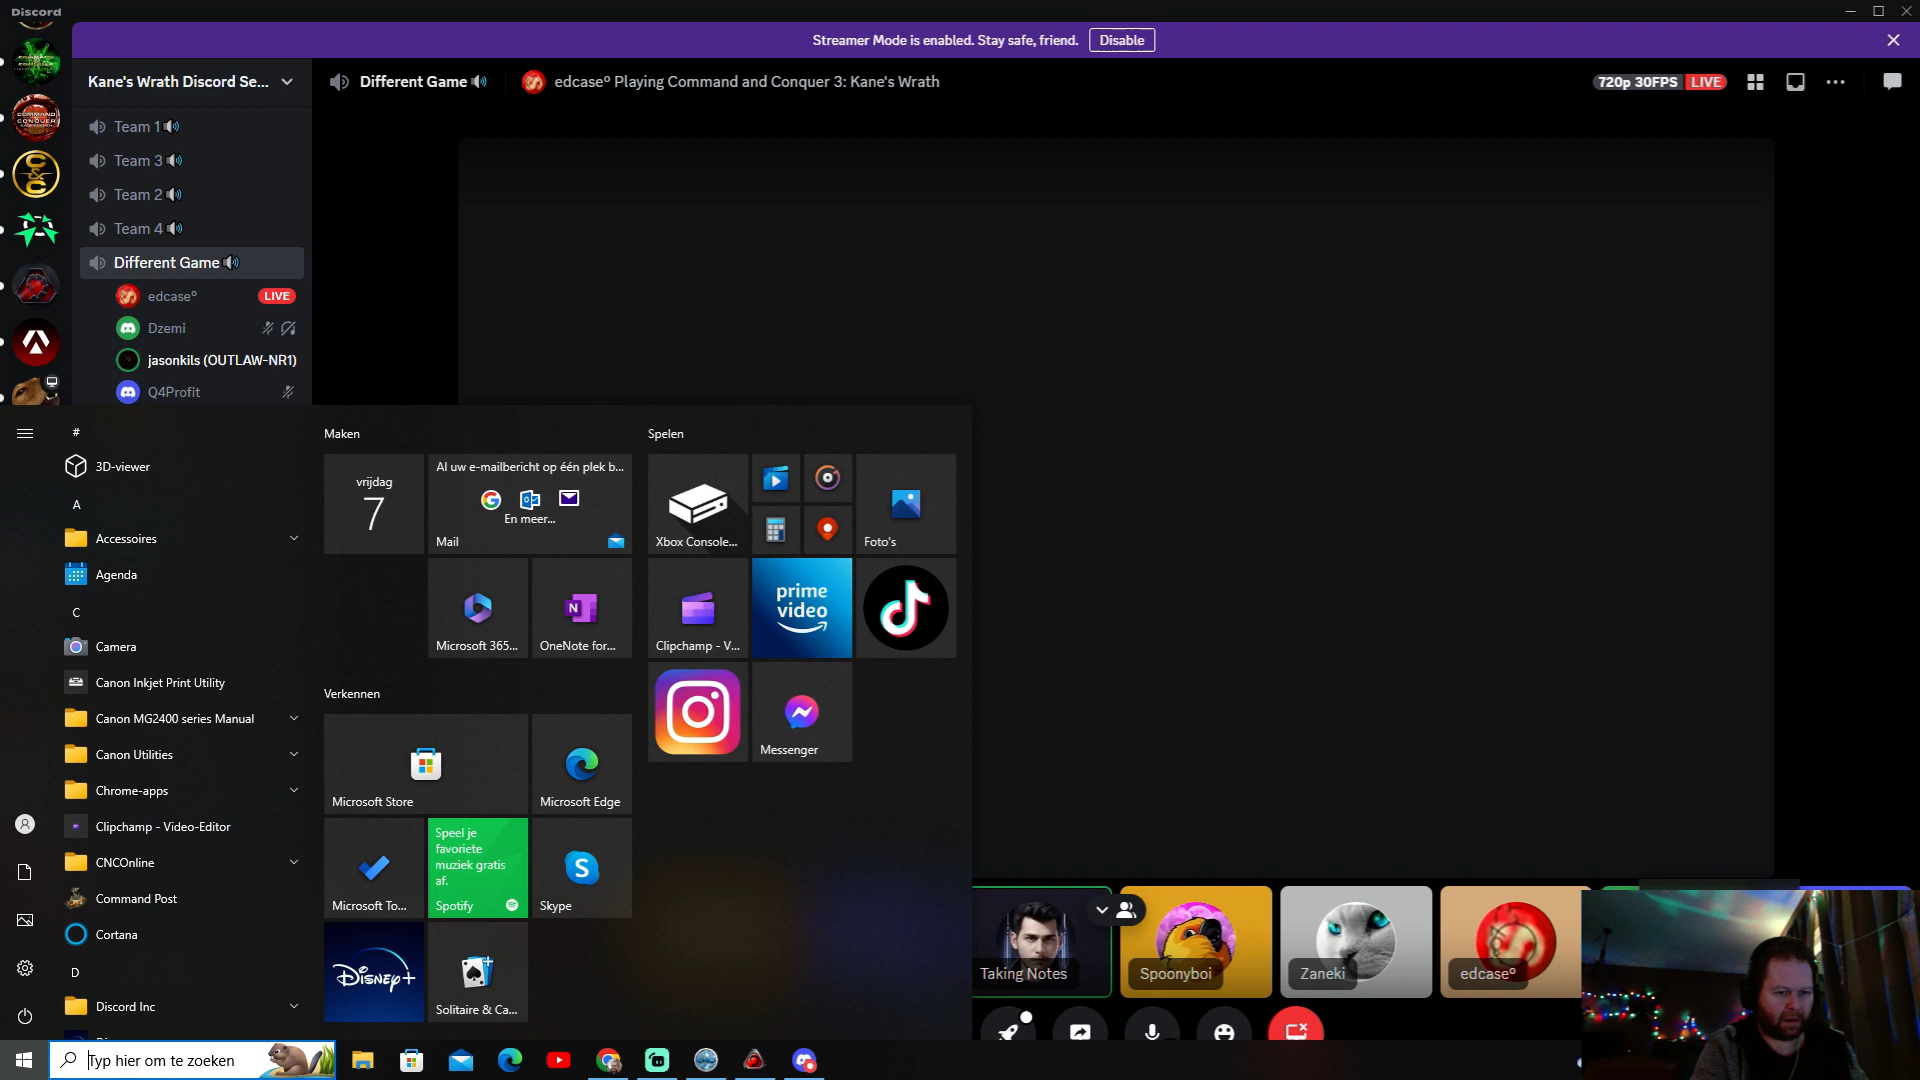 Discord
Streamer Mode is enabled. Stay safe, friend.
Disable
Kane's Wrath Discord Se...
Different Game
edcase° Playing Command and Conquer 3: Kane's Wrath
720p 30FPS LIVE
Team 1
Team 3
Team 2
Team 4
Different Game
edcase°
LIVE
Dzemi
jasonkils (OUTLAW-NR1)
Q4Profit
#
3D-viewer
A
Accessoires
Agenda
C
Camera
Canon Inkjet Print Utility
Canon MG2400 series Manual
Canon Utilities
Chrome-apps
Clipchamp - Video-Editor
CNCOnline
Command Post
Cortana
D
Discord Inc
Maken
vrijdag
7
Al uw e-mailbericht op één plek b...
En meer...
Mail
Microsoft 365...
OneNote for...
Verkennen
Microsoft Store
Microsoft Edge
Microsoft To...
Speel je
favoriete
muziek gratis
af.
Spotify
Skype
Disney+
Solitaire & Ca...
Spelen
Xbox Console...
Foto's
Clipchamp - V...
prime
video
Messenger
Taking Notes
Spoonyboi
Zaneki
edcase°
Typ hier om te zoeken